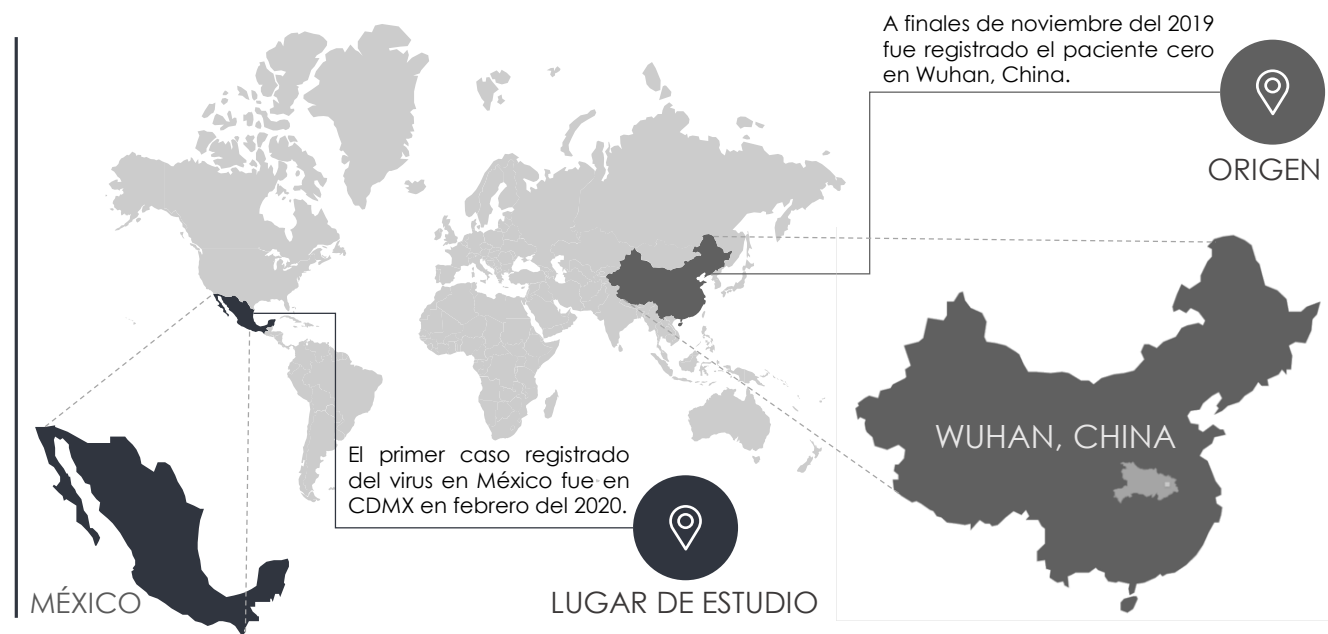 A finales de noviembre del 2019
fue registrado el paciente cero
en Wuhan, China.
ORIGEN
WUHAN, CHINA
El primer caso registrado
del virus en México fue en
CDMX en febrero del 2020.
MÉXICO
LUGAR DE ESTUDIO